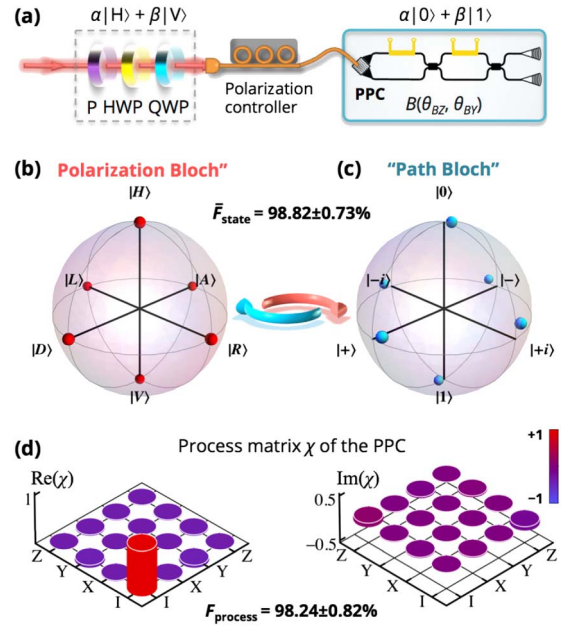 (a)
α|H⟩ + β|V⟩
α|0⟩ + β|1⟩
P HWP QWP
Polarization
controller
PPC
B(θBZ, θBY)
(b) Polarization Bloch”
(c) “Path Bloch”
|H⟩
|0⟩
F̄state = 98.82±0.73%
|L⟩
|A⟩
|−i⟩
|−⟩
|D⟩
|R⟩
|+⟩
|+i⟩
|V⟩
|1⟩
(d) Process matrix χ of the PPC
+1
−1
Re(χ)
1
Z
Y
X
I
I
X
Y
Z
Im(χ)
0.5
−0.5
Z
Y
X
I
I
X
Y
Z
Fprocess = 98.24±0.82%